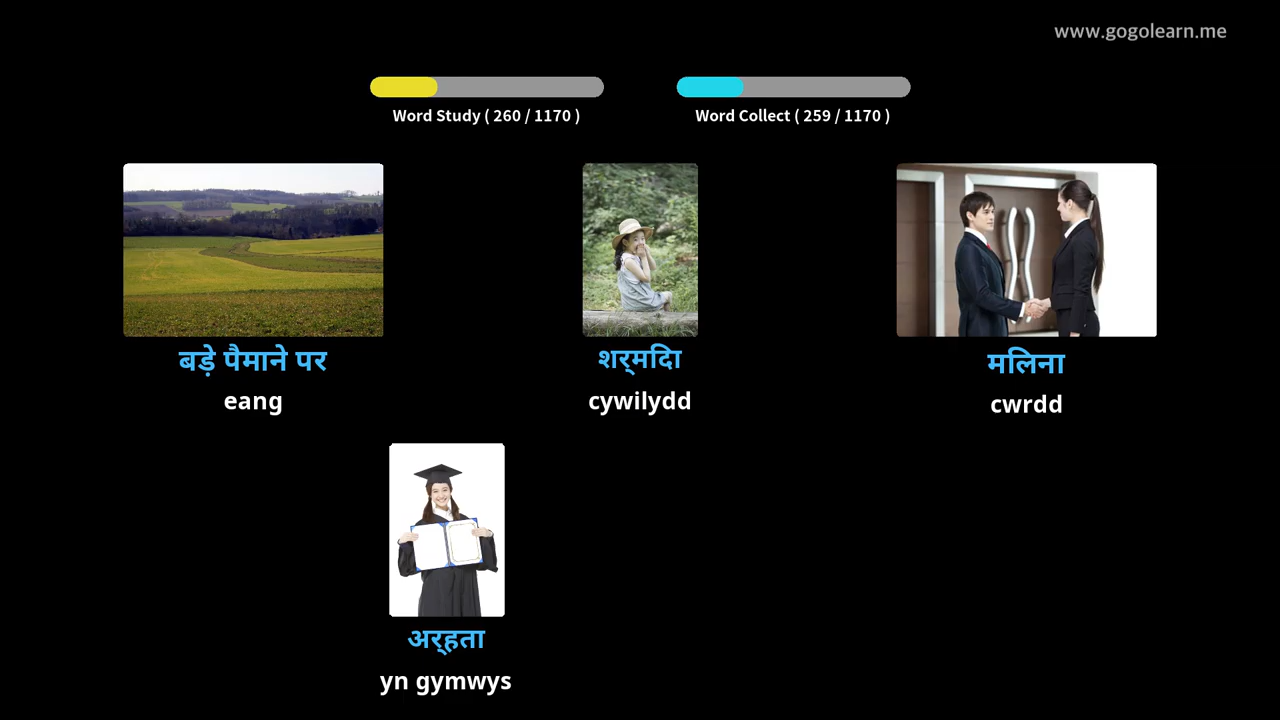 www.gogolearn.me
Word Study ( 260 / 1170 )
Word Collect ( 259 / 1170 )
बड़े पैमाने पर
शर्‌मदिा
मलिना
eang
cywilydd
cwrdd
अर्‌हता
yn gymwys